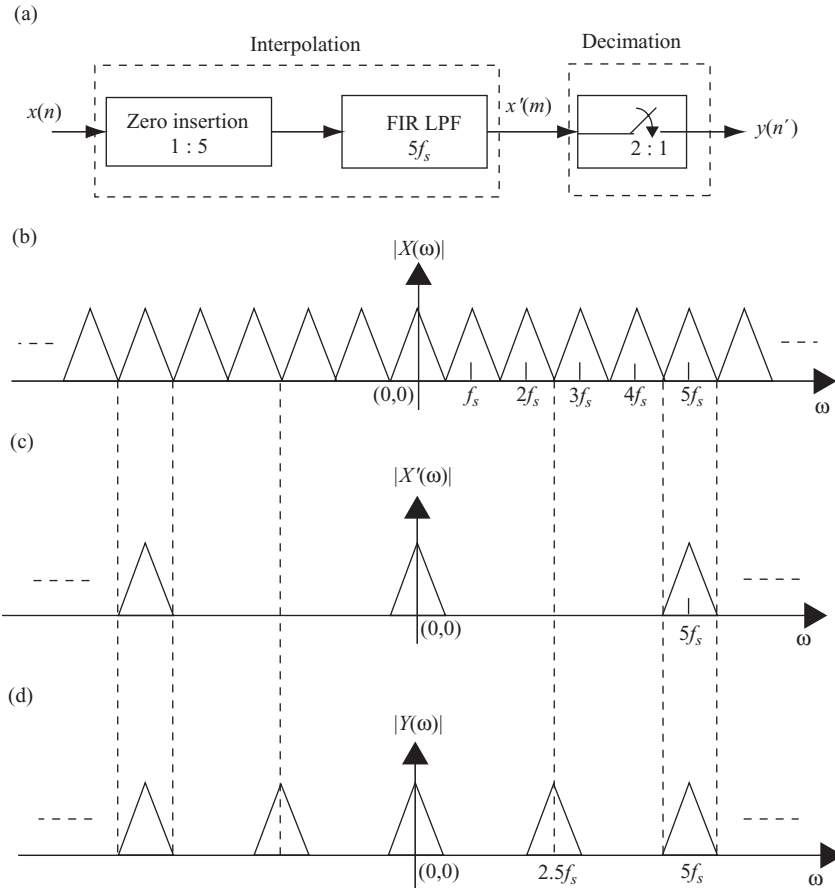 (a)
Interpolation
Decimation
x(n)
Zero insertion
1 : 5
FIR LPF
5fs
x′(m)
2 : 1
y(n′)
(b)
|X(ω)|
(0,0)
fs
2fs
3fs
4fs
5fs
ω
(c)
|X′(ω)|
(0,0)
5fs
ω
(d)
|Y(ω)|
(0,0)
2.5fs
5fs
ω